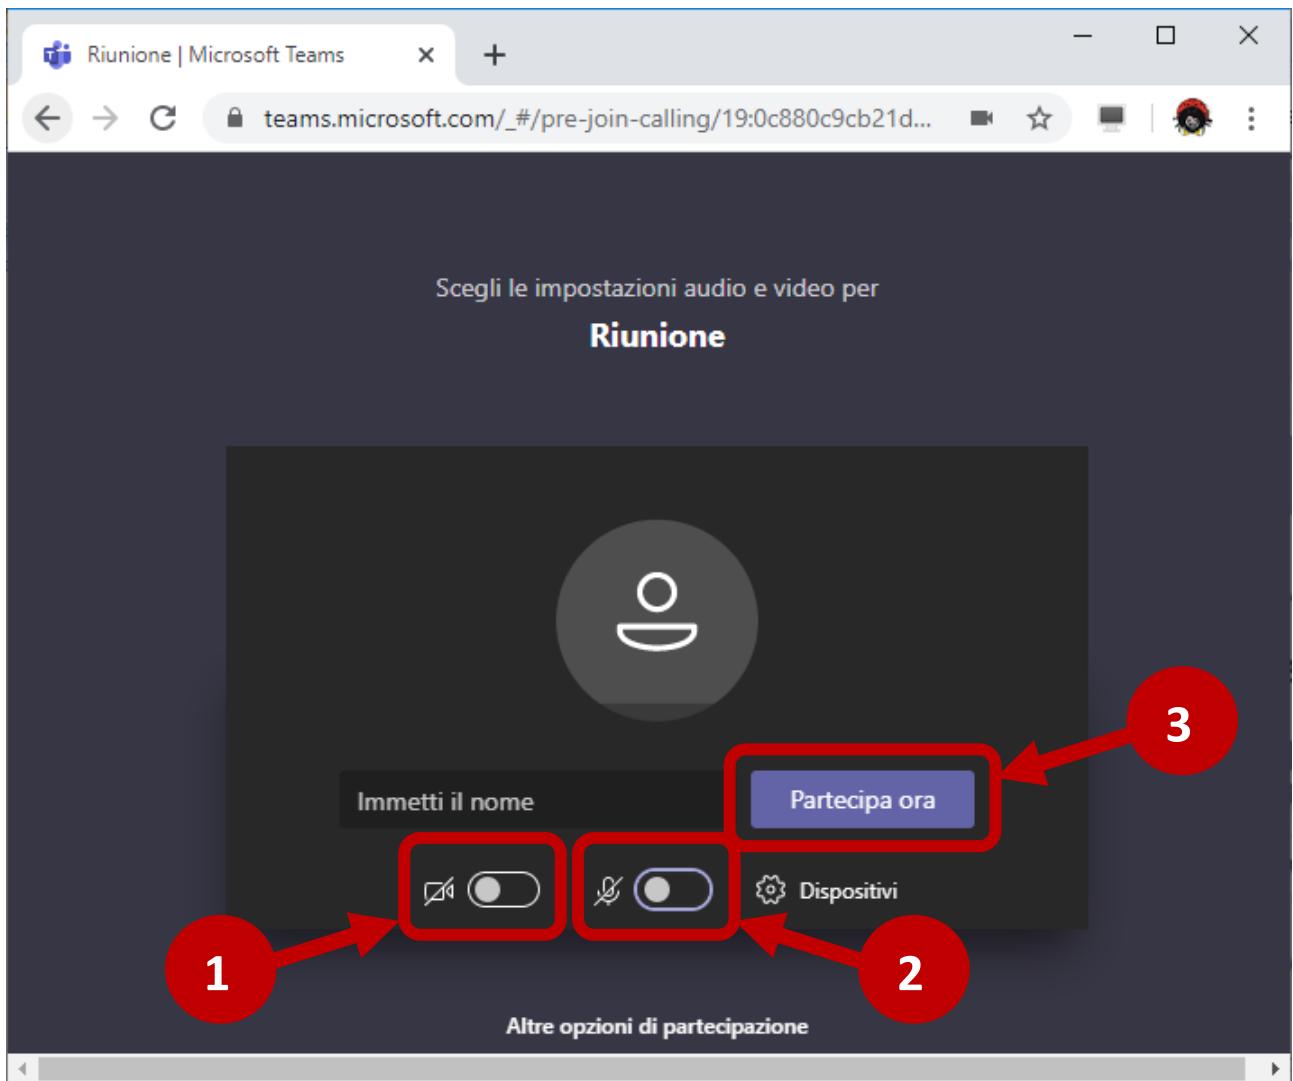 Riunione | Microsoft Teams
teams.microsoft.com/_#/pre-join-calling/19:0c880c9cb21d...
Scegli le impostazioni audio e video per
Riunione
3
Immetti il nome
Partecipa ora
Dispositivi
1
2
Altre opzioni di partecipazione